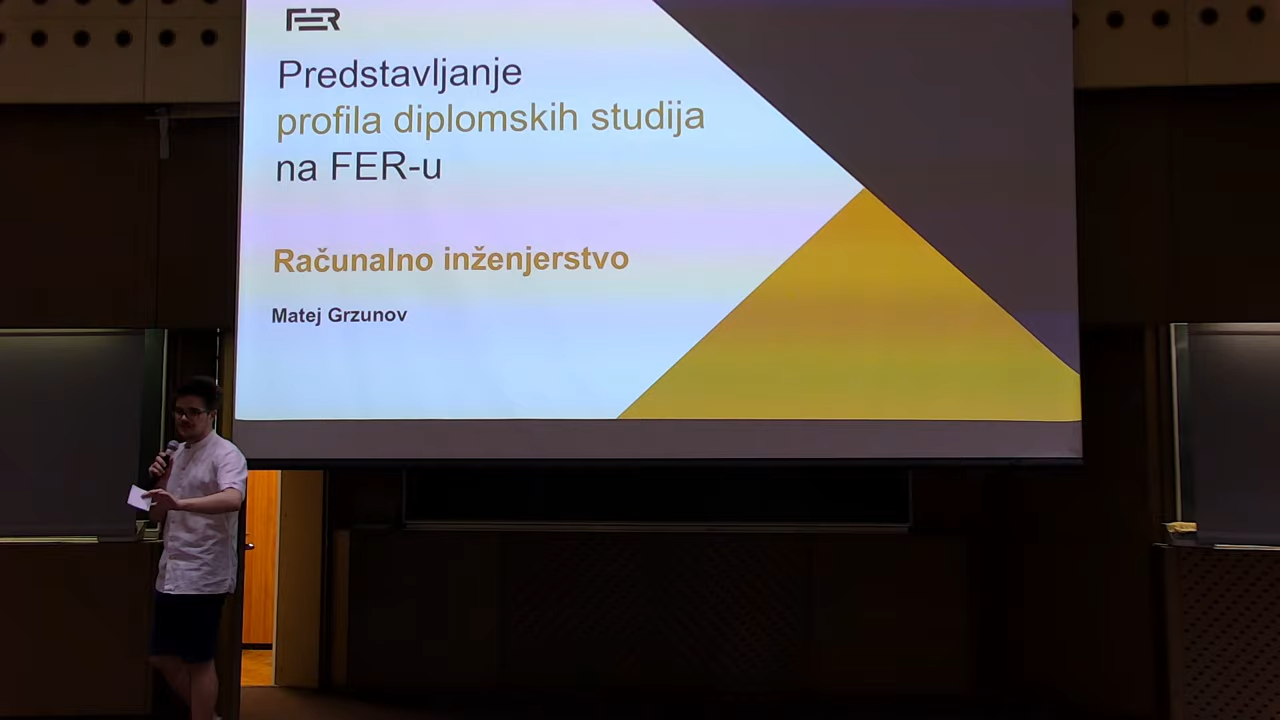 FER
Predstavljanje
profila diplomskih studija
na FER-u
Računalno inženjerstvo
Matej Grzunov